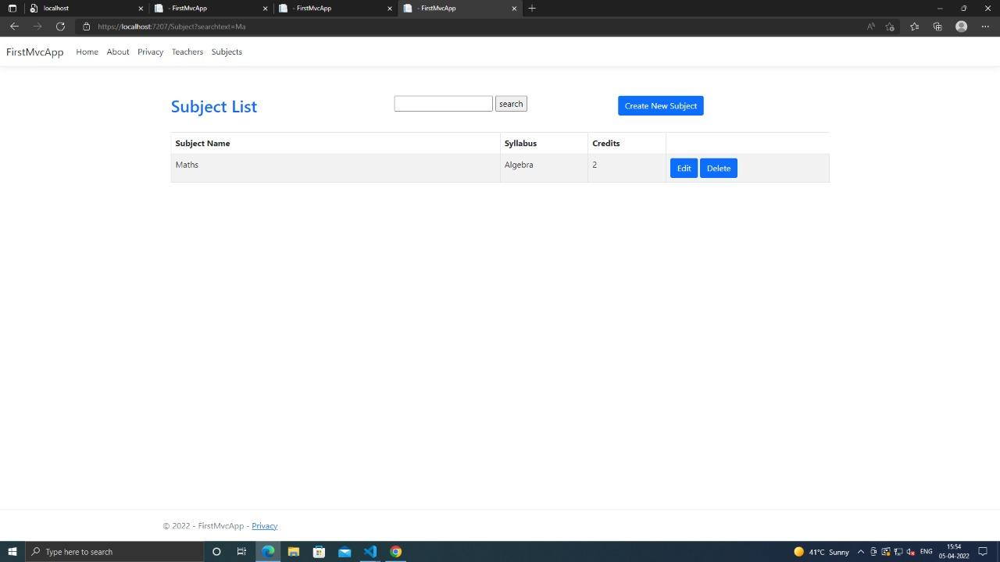 localhost
- FirstMvcApp
- FirstMvcApp
- FirstMvcApp
https://localhost:7207/Subject?searchtext=Ma
FirstMvcApp Home About Privacy Teachers Subjects
Subject List
search
Create New Subject
Subject Name Syllabus Credits
Maths Algebra 2 Edit Delete
© 2022 - FirstMvcApp - Privacy
Type here to search
41°C Sunny
ENG
15:54
05-04-2022